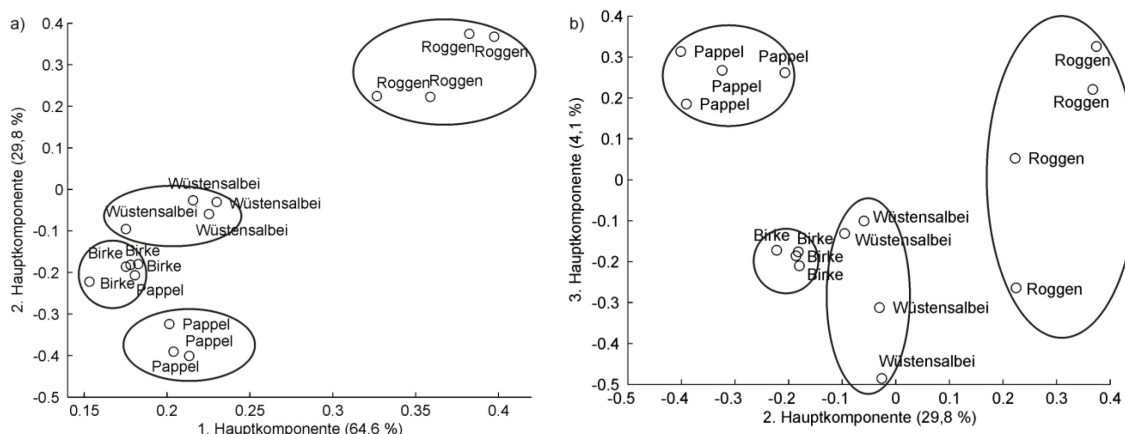 a)
0.4
0.3
0.2
0.1
0
-0.1
-0.2
-0.3
-0.4
-0.5
2. Hauptkomponente (29,8 %)
Roggen Roggen
Roggen Roggen
Wüstensalbei
Wüstensalbei Wüstensalbei
Wüstensalbei
Birke Birke
Birke
Birke
Pappel
Pappel
Pappel
Pappel
0.15 0.2 0.25 0.3 0.35 0.4
1. Hauptkomponente (64,6 %)
b)
0.4
0.3
0.2
0.1
0
-0.1
-0.2
-0.3
-0.4
-0.5
3. Hauptkomponente (4,1 %)
Pappel Pappel
Pappel
Pappel
Roggen
Roggen
Roggen
Roggen
Wüstensalbei
Wüstensalbei
Birke Birke
Birke
Birke
Wüstensalbei
Wüstensalbei
-0.5 -0.4 -0.3 -0.2 -0.1 0 0.1 0.2 0.3 0.4
2. Hauptkomponente (29,8 %)